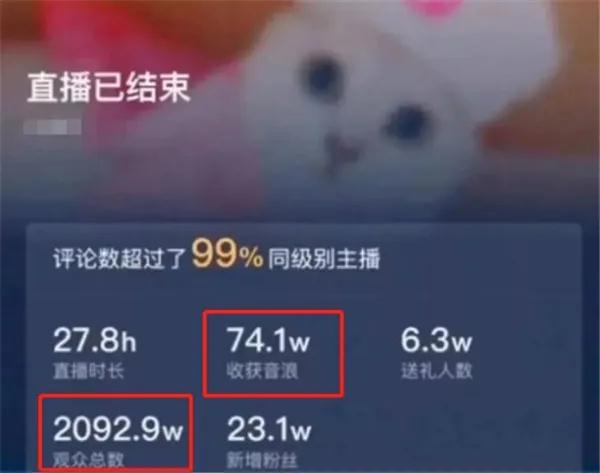 直播已结束
评论数超过了99%同级别主播
27.8h 74.1w 6.3w
直播时长 收获音浪 送礼人数
2092.9w 23.1w
观众总数 新增粉丝